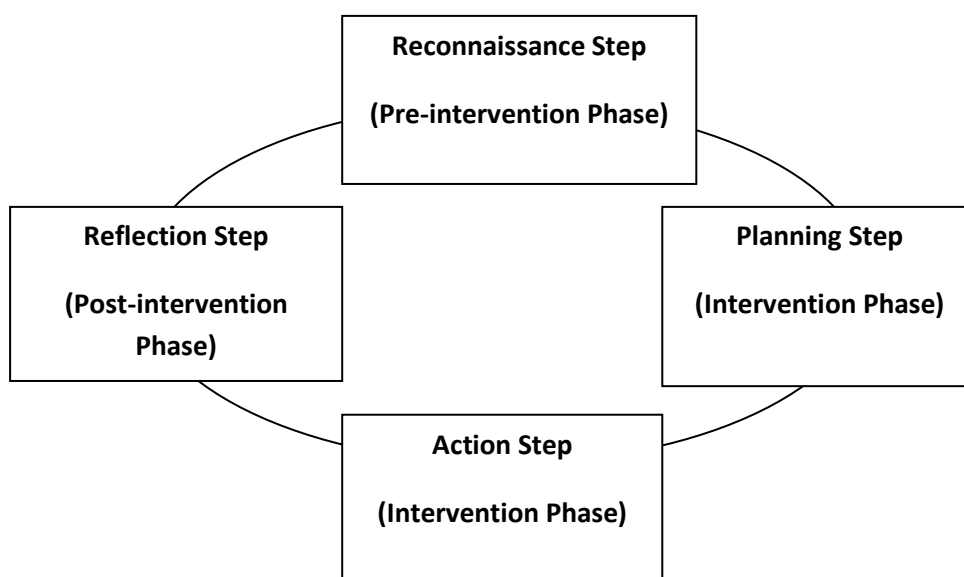 Reconnaissance Step
(Pre-intervention Phase)
Reflection Step
(Post-intervention
Phase)
Planning Step
(Intervention Phase)
Action Step
(Intervention Phase)